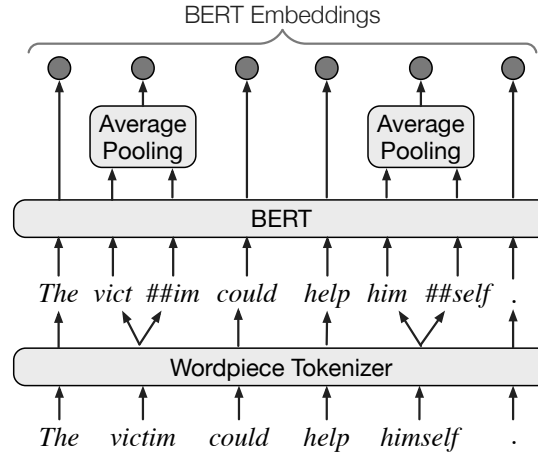 BERT Embeddings
Average Pooling
Average Pooling
BERT
The vict ##im could help him ##self .
Wordpiece Tokenizer
The victim could help himself .